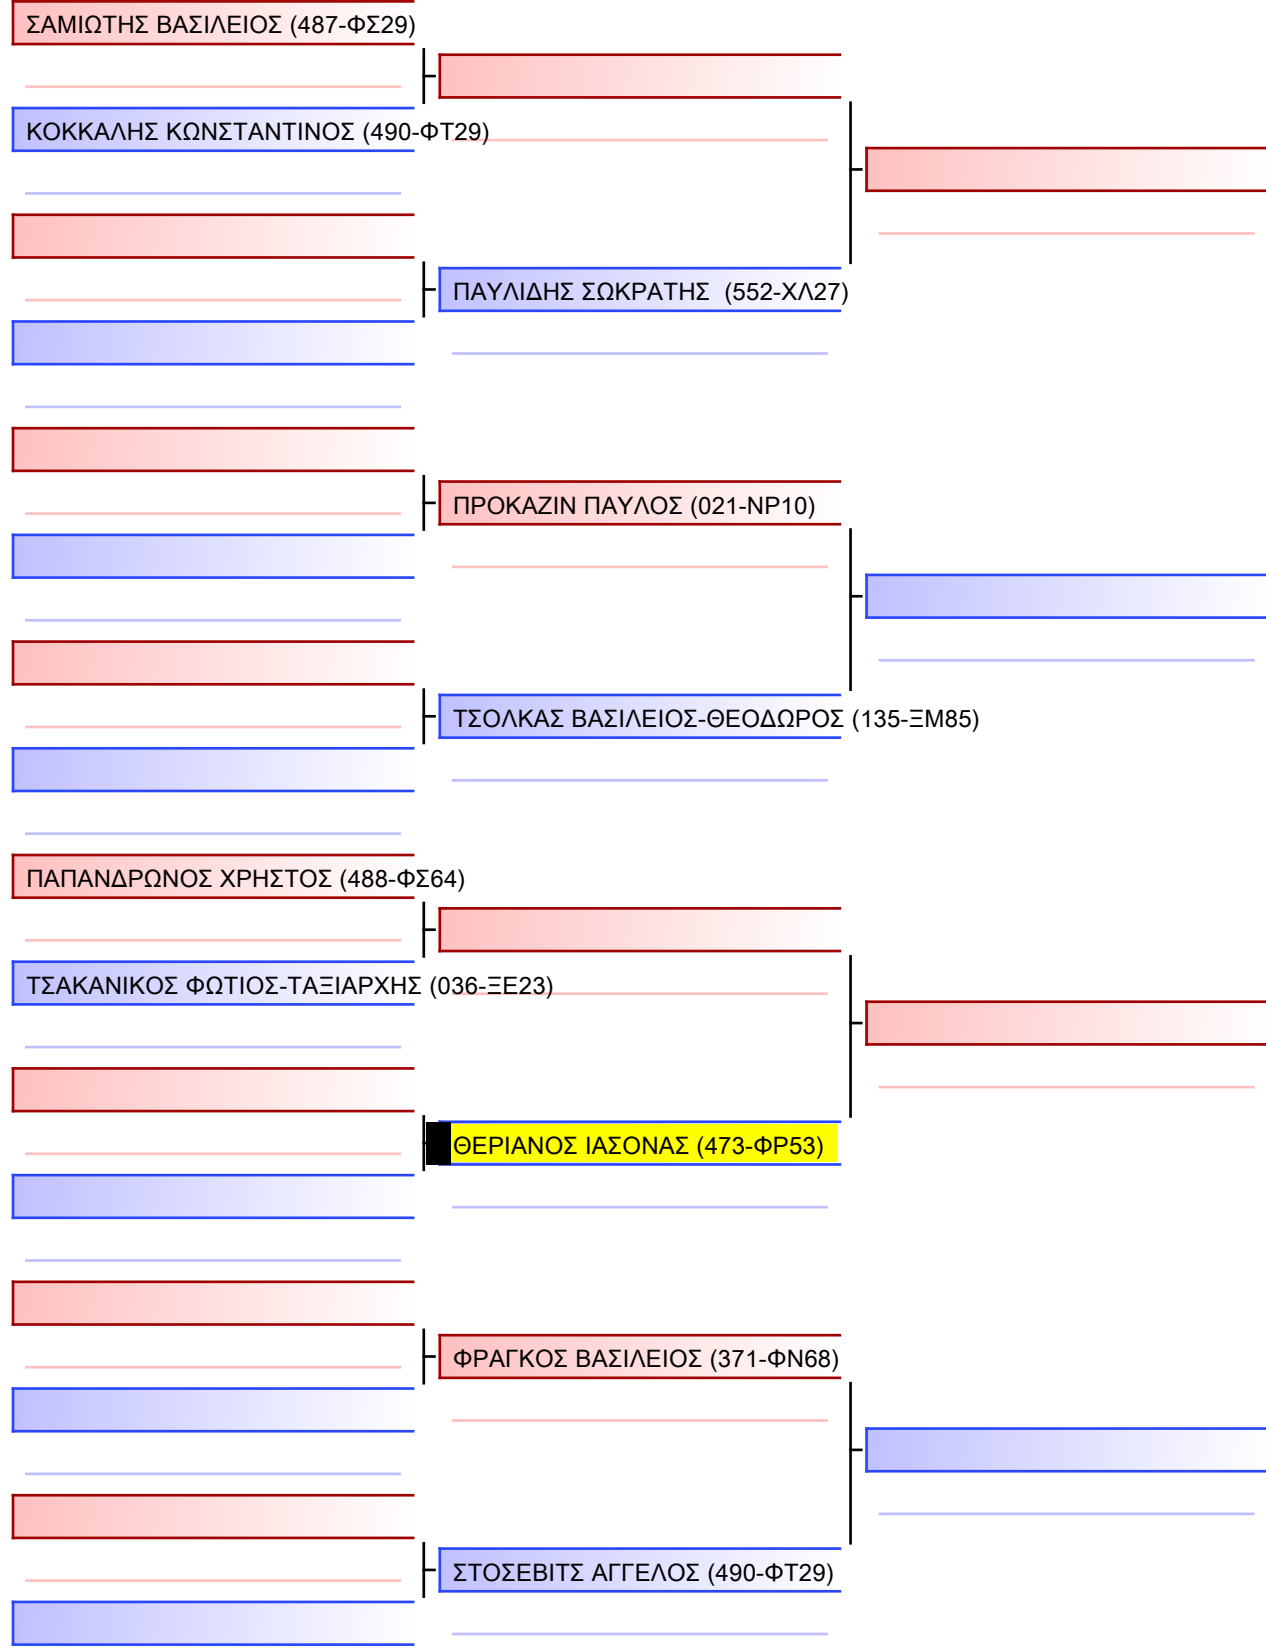 ΣΑΜΙΩΤΗΣ ΒΑΣΙΛΕΙΟΣ (487-ΦΣ29)
ΚΟΚΚΑΛΗΣ ΚΩΝΣΤΑΝΤΙΝΟΣ (490-ΦΤ29)
ΠΑΥΛΙΔΗΣ ΣΩΚΡΑΤΗΣ (552-ΧΛ27)
ΠΡΟΚΑΖΙΝ ΠΑΥΛΟΣ (021-ΝΡ10)
ΤΣΟΛΚΑΣ ΒΑΣΙΛΕΙΟΣ-ΘΕΟΔΩΡΟΣ (135-ΞΜ85)
ΠΑΠΑΝΔΡΩΝΟΣ ΧΡΗΣΤΟΣ (488-ΦΣ64)
ΤΣΑΚΑΝΙΚΟΣ ΦΩΤΙΟΣ-ΤΑΞΙΑΡΧΗΣ (036-ΞΕ23)
ΘΕΡΙΑΝΟΣ ΙΑΣΟΝΑΣ (473-ΦΡ53)
ΦΡΑΓΚΟΣ ΒΑΣΙΛΕΙΟΣ (371-ΦΝ68)
ΣΤΟΣΕΒΙΤΣ ΑΓΓΕΛΟΣ (490-ΦΤ29)